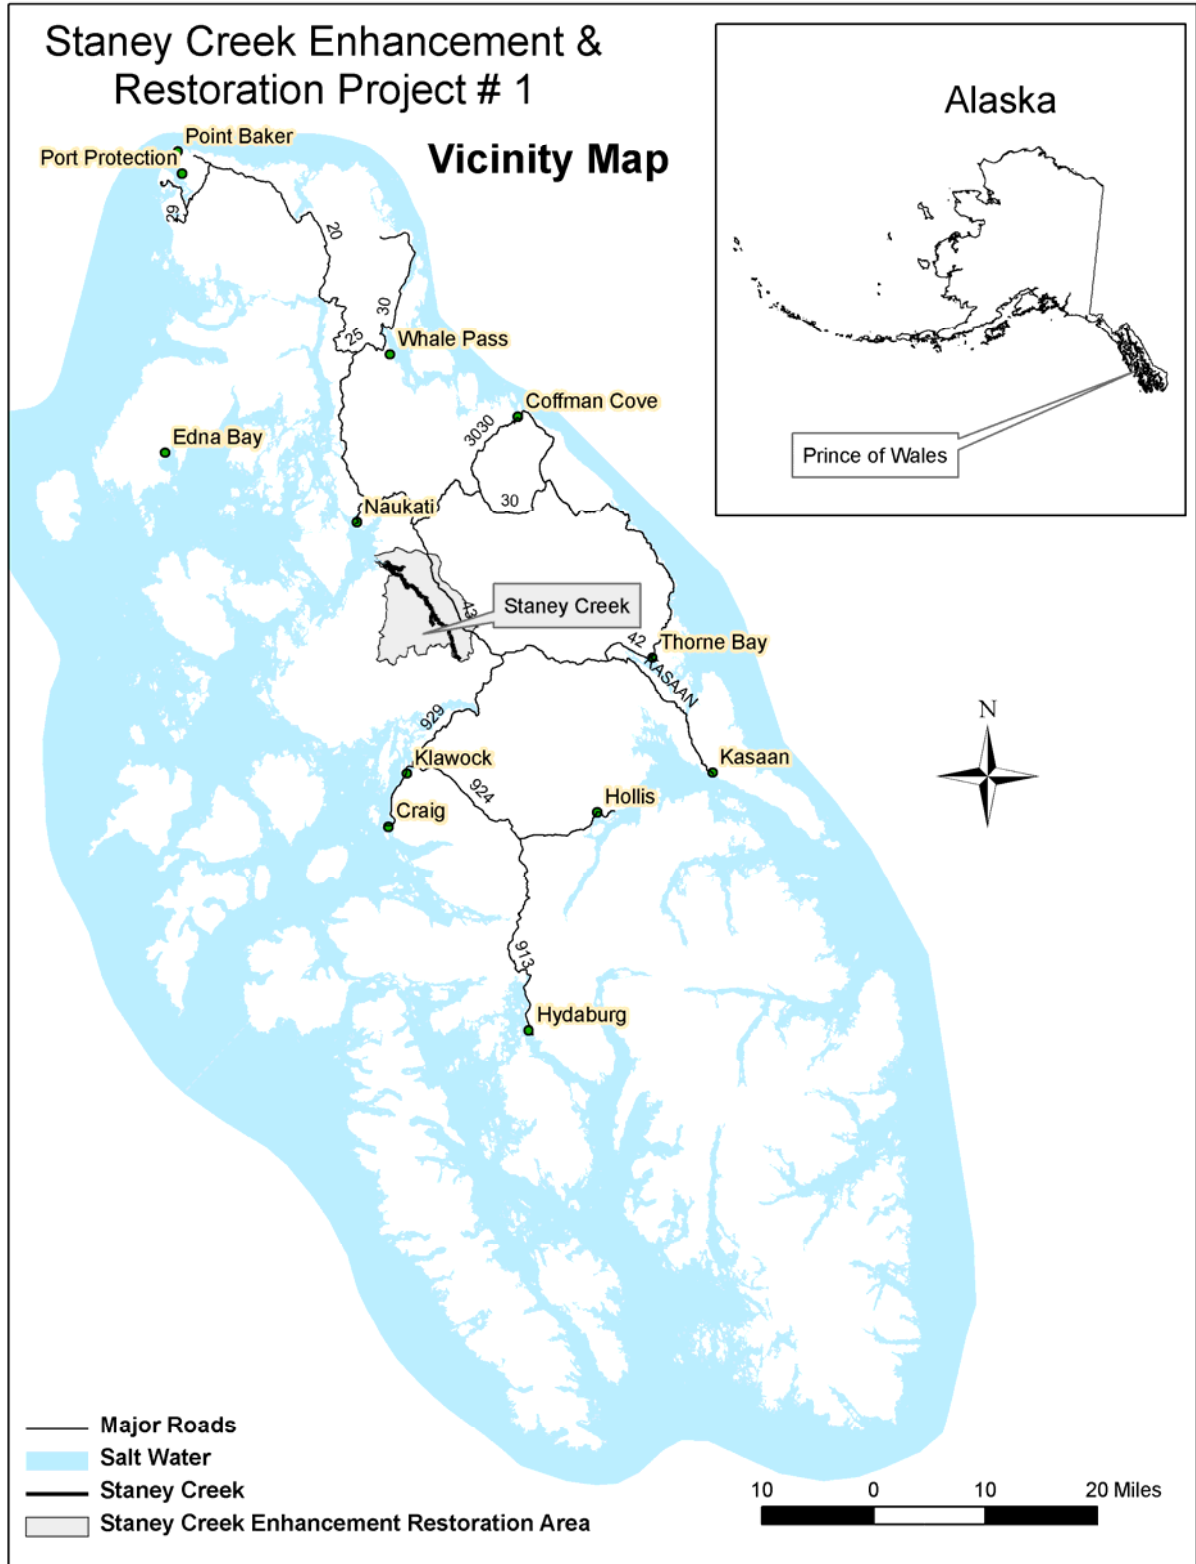 Staney Creek Enhancement &
Restoration Project # 1
Vicinity Map
Alaska
Prince of Wales
Point Baker
Port Protection
29
20
30
25
Whale Pass
Coffman Cove
3030
Edna Bay
30
Naukati
Staney Creek
43
42
Thorne Bay
KASAAN
929
Klawock
Kasaan
924
Hollis
Craig
913
Hydaburg
N
Major Roads
Salt Water
Staney Creek
Staney Creek Enhancement Restoration Area
10 0 10 20 Miles